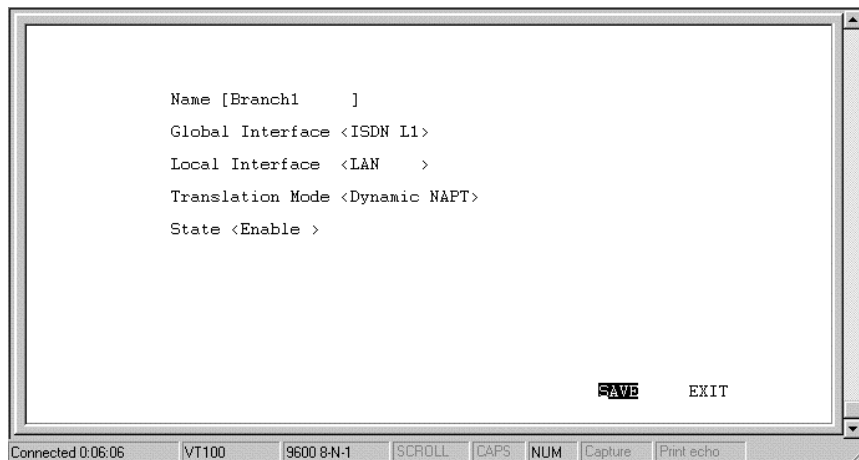 Name [Branch1      ]
Global Interface <ISDN L1>
Local Interface  <LAN    >
Translation Mode <Dynamic NAPT>
State <Enable >
SAVE     EXIT
Connected 0:06:06 VT100 9600 8-N-1 SCROLL CAPS NUM Capture Print echo